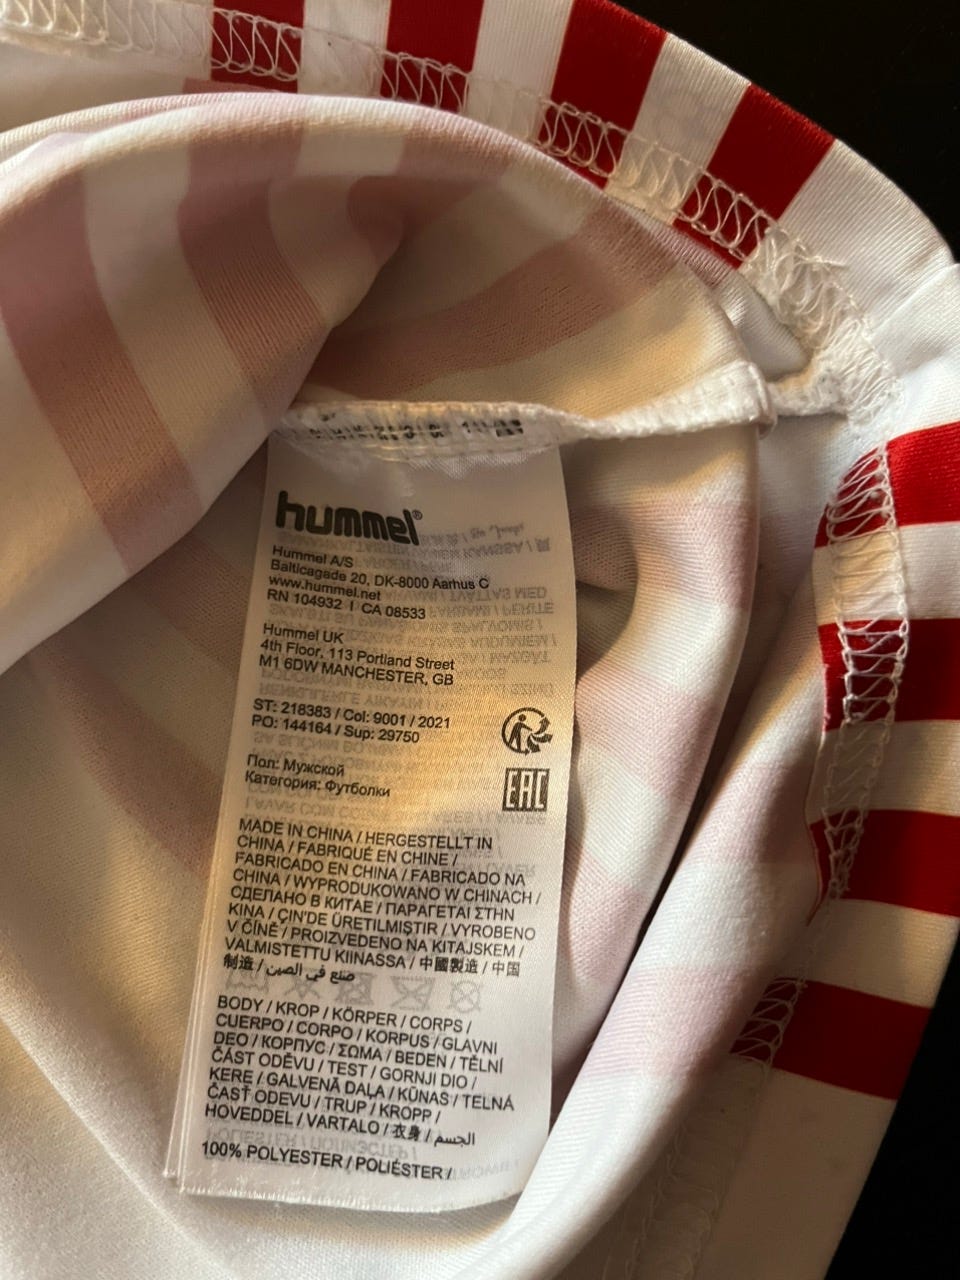 hummel®
Hummel A/S
Balticagade 20, DK-8000 Aarhus C
www.hummel.net
RN 104932 | CA 08533
Hummel UK
4th Floor, 113 Portland Street
M1 6DW MANCHESTER, GB
ST: 218383 / Col: 9001 / 2021
PO: 144164 / Sup: 29750
Пол: Мужской
Категория: Футболки
EAC
MADE IN CHINA / HERGESTELLT IN
CHINA / FABRIQUÉ EN CHINE /
FABRICADO EN CHINA / FABRICADO NA
CHINA / WYPRODUKOWANO W CHINACH /
СДЕЛАНО В КИТАЕ / ΠΑΡΑΓΕΤΑΙ ΣΤΗΝ
ΚΙΝΑ / ÇIN'DE ÜRETILMIŞTIR / VYROBENO
V ČÍNĚ / PROIZVEDENO NA KITAJSKEM /
VALMISTETTU KIINASSA / 中國製造 / 中国
制造 / صنع في الصين
BODY / KROP / KÖRPER / CORPS /
CUERPO / CORPO / KORPUS / GLAVNI
DEO / КОРПУС / ΣΩΜΑ / BEDEN / TĚLNÍ
ČÁST ODĚVU / TEST / GORNJI DIO /
KERE / GALVENĀ DAĻA / KŪNAS / TELNÁ
ČASŤ ODEVU / TRUP / KROPP /
HOVEDDEL / VARTALO / 衣身 / الجسم
100% POLYESTER / POLIÉSTER /